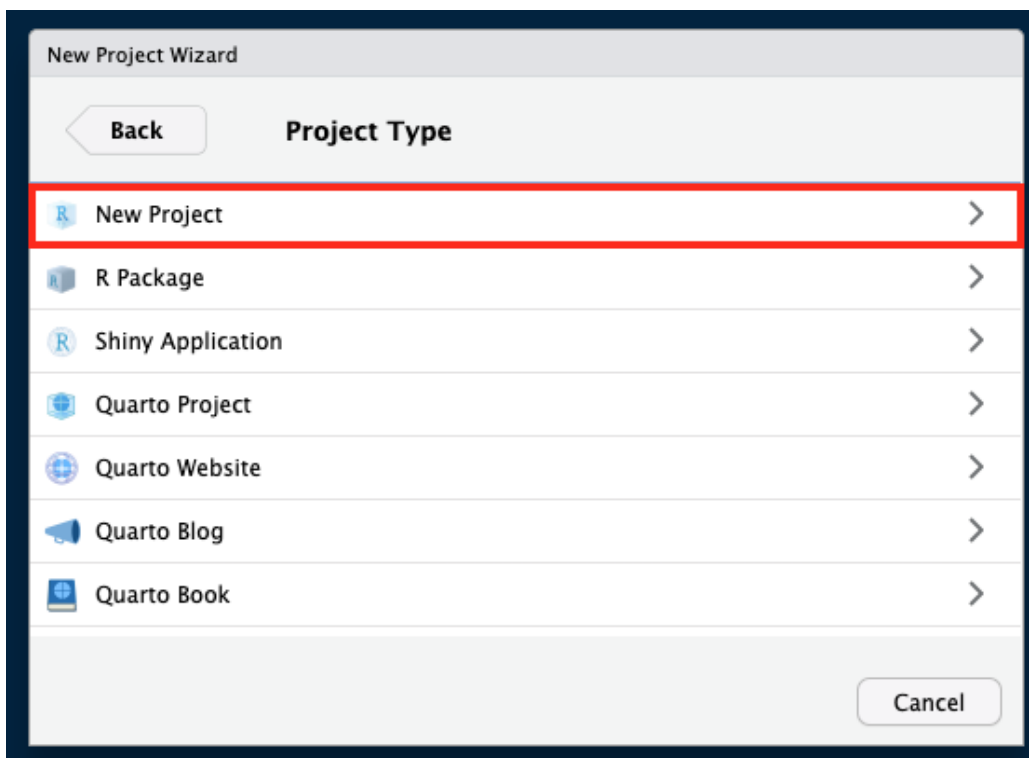 New Project Wizard
Back
Project Type
R New Project
R R Package
R Shiny Application
Quarto Project
Quarto Website
Quarto Blog
Quarto Book
Cancel